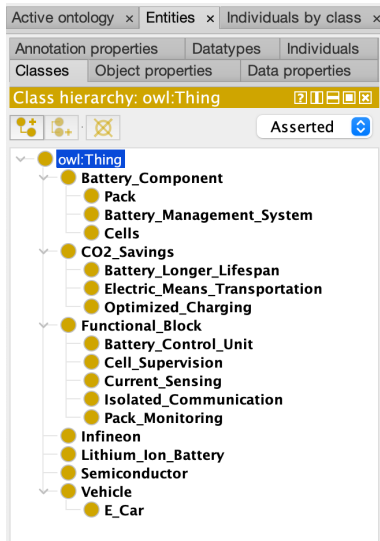 Active ontology × Entities × Individuals by class ×
Annotation properties Datatypes Individuals
Classes Object properties Data properties
Class hierarchy: owl:Thing
Asserted
owl:Thing
Battery_Component
Pack
Battery_Management_System
Cells
CO2_Savings
Battery_Longer_Lifespan
Electric_Means_Transportation
Optimized_Charging
Functional_Block
Battery_Control_Unit
Cell_Supervision
Current_Sensing
Isolated_Communication
Pack_Monitoring
Infineon
Lithium_Ion_Battery
Semiconductor
Vehicle
E_Car